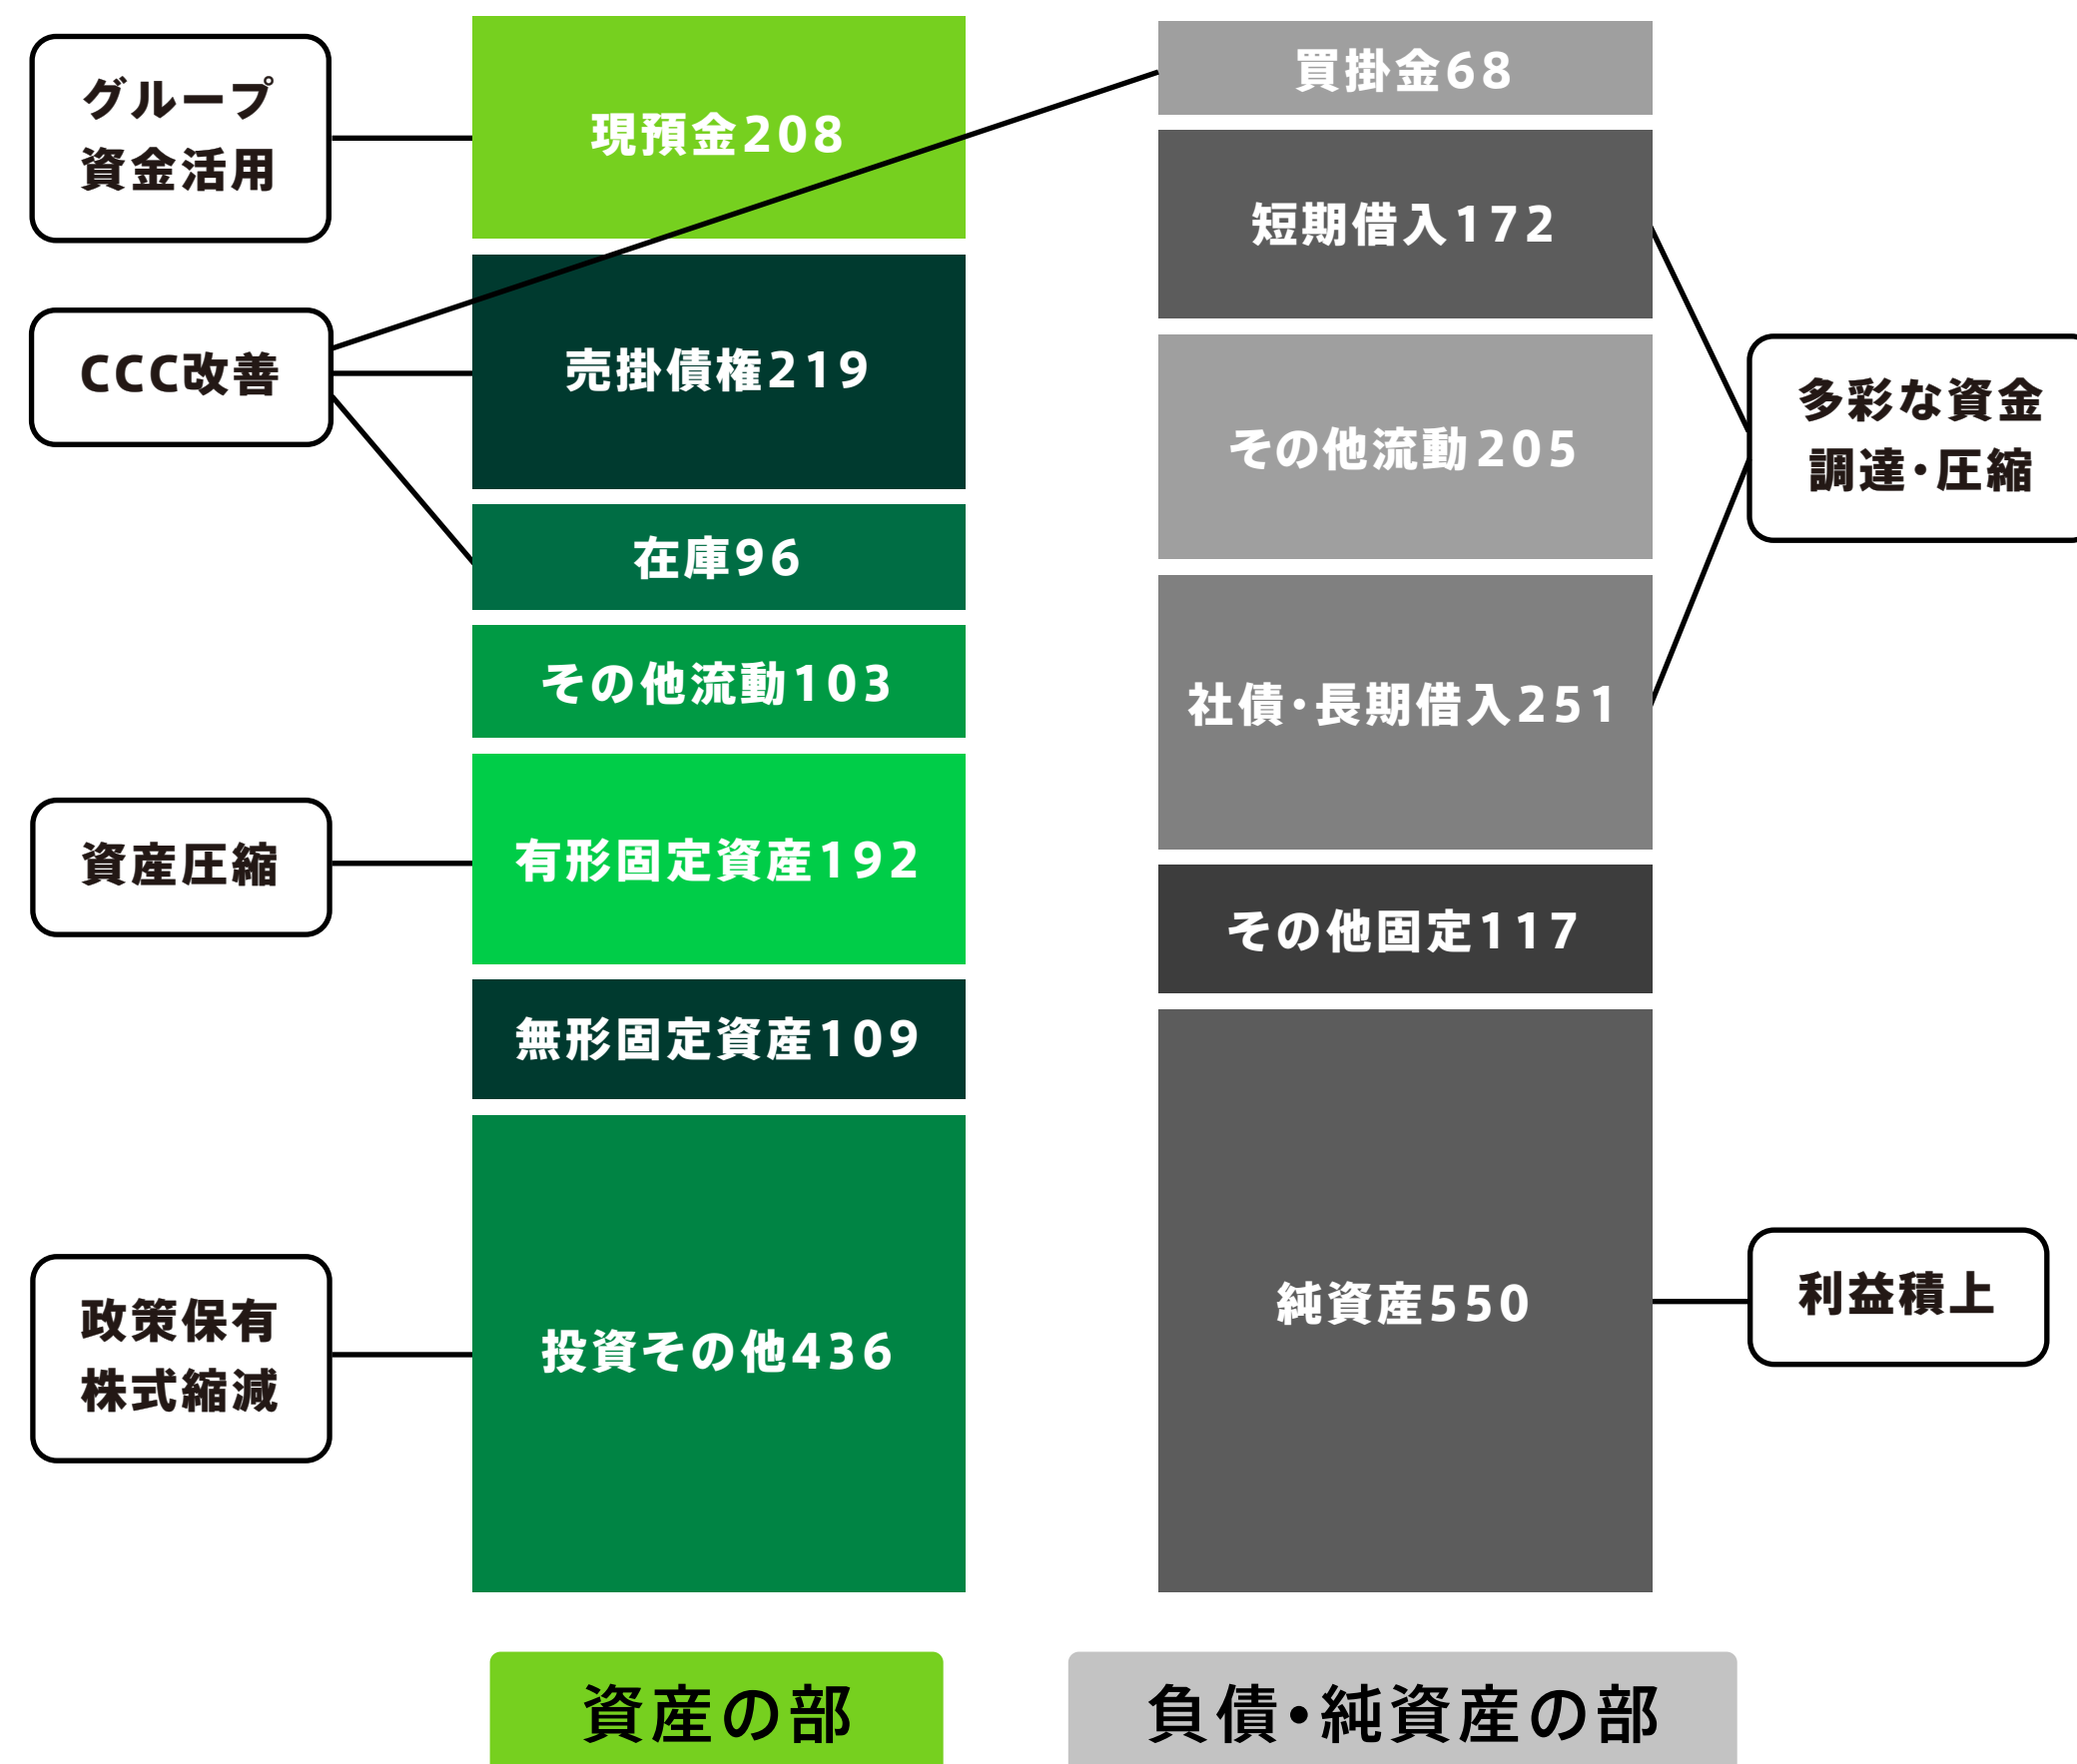 グループ
資金活用
CCC改善
資産圧縮
政策保有
株式縮減
現預金208
売掛債権219
在庫96
その他流動103
有形固定資産192
無形固定資産109
投資その他436
資産の部
買掛金68
短期借入172
その他流動205
社債・長期借入251
その他固定117
純資産550
負債・純資産の部
多彩な資金
調達・圧縮
利益積上